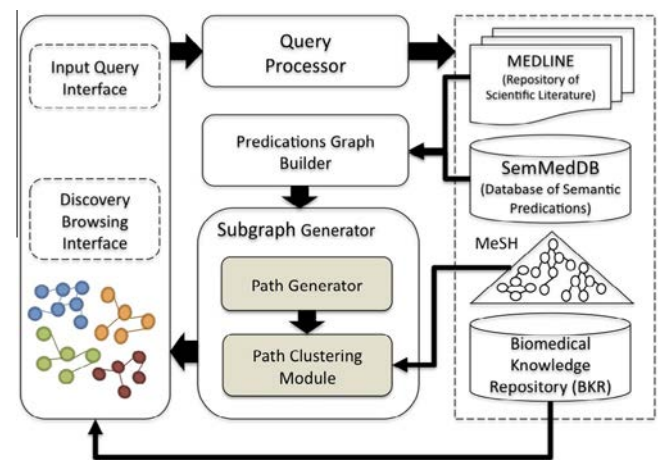 Input Query
Interface
Discovery
Browsing
Interface
Query
Processor
Predications Graph
Builder
Subgraph Generator
Path Generator
Path Clustering
Module
MEDLINE
(Repository of
Scientific Literature)
SemMedDB
(Database of Semantic
Predications)
MeSH
Biomedical
Knowledge
Repository (BKR)